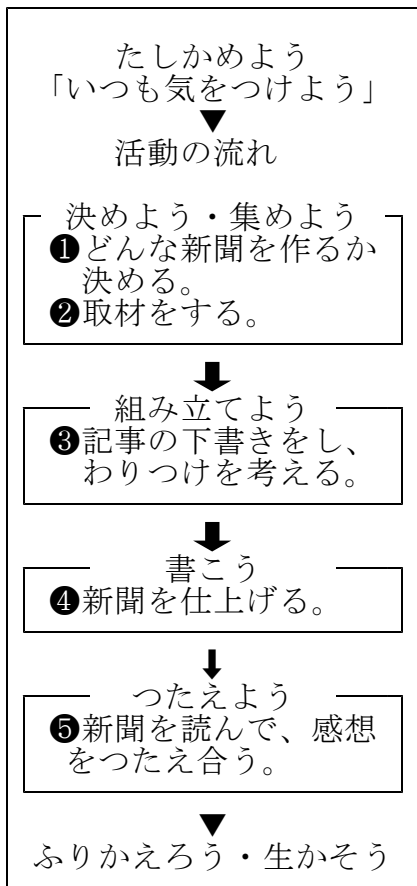 たしかめよう
「いつも気をつけよう」
▼
活動の流れ
決めよう・集めよう
❶どんな新聞を作るか
決める。
❷取材をする。
組み立てよう
❸記事の下書きをし、
わりつけを考える。
書こう
❹新聞を仕上げる。
つたえよう
❺新聞を読んで、感想
をつたえ合う。
▼
ふりかえろう・生かそう